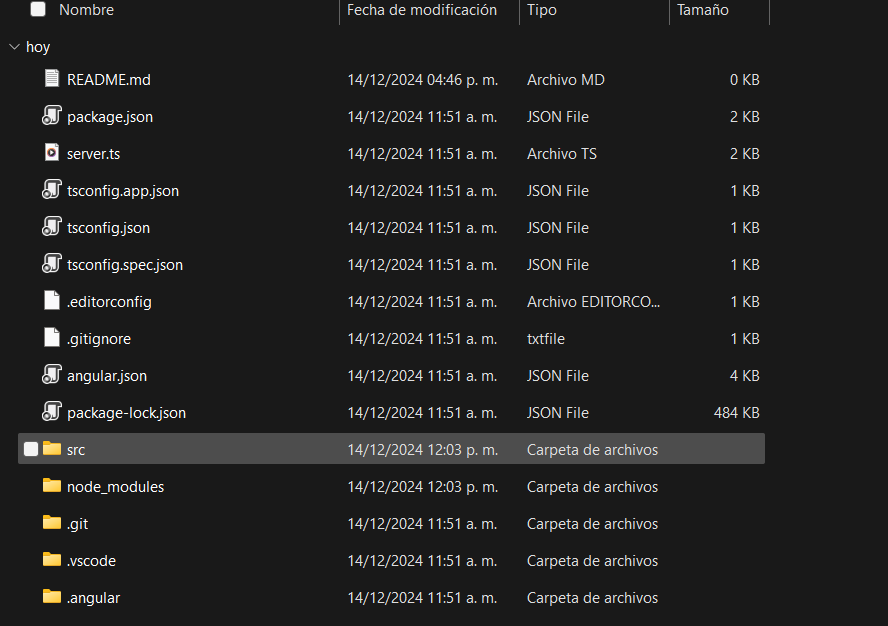 Nombre Fecha de modificación Tipo Tamaño
hoy
README.md 14/12/2024 04:46 p. m. Archivo MD 0 KB
package.json 14/12/2024 11:51 a. m. JSON File 2 KB
server.ts 14/12/2024 11:51 a. m. Archivo TS 2 KB
tsconfig.app.json 14/12/2024 11:51 a. m. JSON File 1 KB
tsconfig.json 14/12/2024 11:51 a. m. JSON File 1 KB
tsconfig.spec.json 14/12/2024 11:51 a. m. JSON File 1 KB
.editorconfig 14/12/2024 11:51 a. m. Archivo EDITORCO... 1 KB
.gitignore 14/12/2024 11:51 a. m. txtfile 1 KB
angular.json 14/12/2024 11:51 a. m. JSON File 4 KB
package-lock.json 14/12/2024 11:51 a. m. JSON File 484 KB
src 14/12/2024 12:03 p. m. Carpeta de archivos
node_modules 14/12/2024 12:03 p. m. Carpeta de archivos
.git 14/12/2024 11:51 a. m. Carpeta de archivos
.vscode 14/12/2024 11:51 a. m. Carpeta de archivos
.angular 14/12/2024 11:51 a. m. Carpeta de archivos